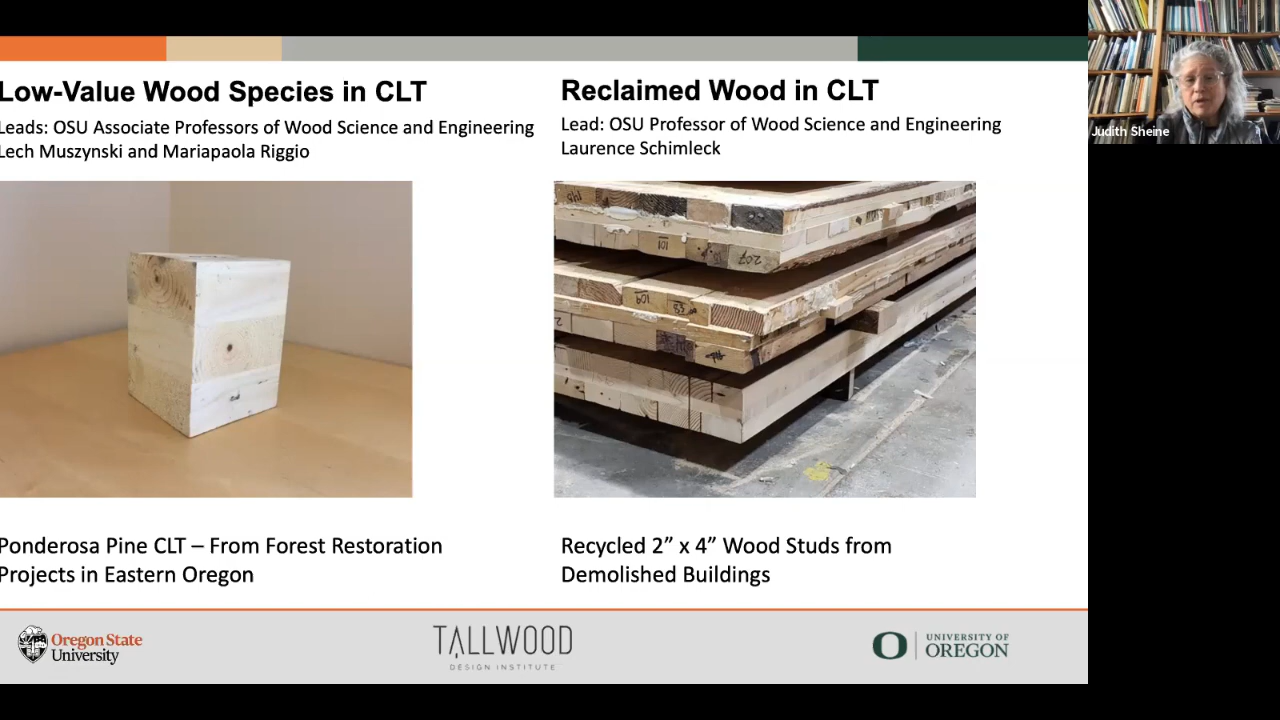 Low-Value Wood Species in CLT
Leads: OSU Associate Professors of Wood Science and Engineering
Lech Muszynski and Mariapaola Riggio
Reclaimed Wood in CLT
Lead: OSU Professor of Wood Science and Engineering
Laurence Schimleck
Judith Sheine
101
207
109
Ponderosa Pine CLT – From Forest Restoration
Projects in Eastern Oregon
Recycled 2” x 4” Wood Studs from
Demolished Buildings
Oregon State
University
TALLWOOD
DESIGN INSTITUTE
O
UNIVERSITY OF
OREGON